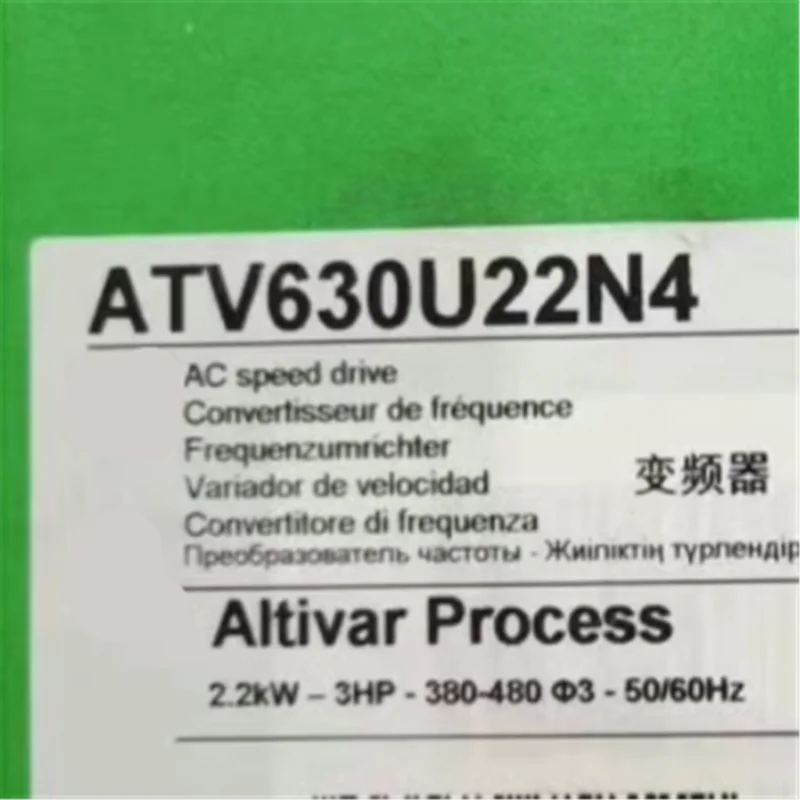 ATV630U22N4
AC speed drive
Convertisseur de fréquence
Frequenzumrichter
Variador de velocidad
变频器
Convertitore di frequenza
Преобразователь частоты - Жиіліктің түрлендір
Altivar Process
2.2kW – 3HP - 380-480 Ф3 - 50/60Hz